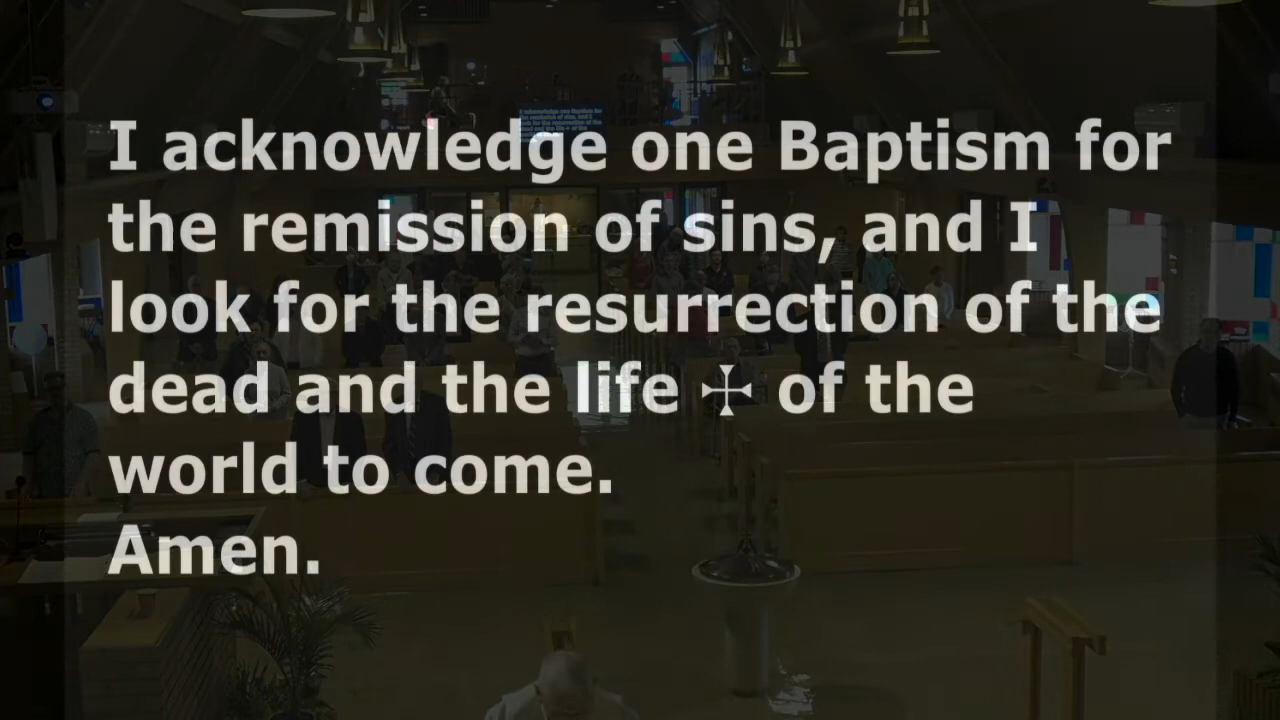 I acknowledge one Baptism for
the remission of sins, and I
look for the resurrection of the
dead and the life ✢ of the
world to come.
Amen.